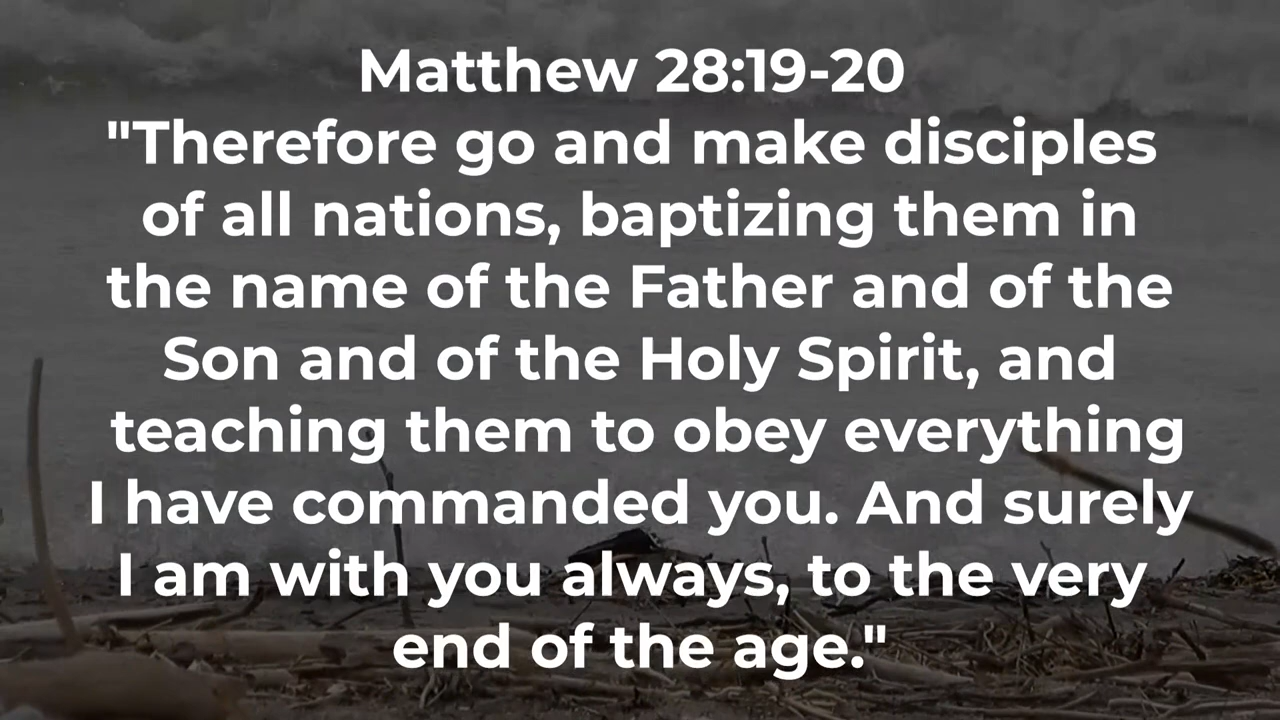 Matthew 28:19-20
"Therefore go and make disciples
of all nations, baptizing them in
the name of the Father and of the
Son and of the Holy Spirit, and
teaching them to obey everything
I have commanded you. And surely
I am with you always, to the very
end of the age."